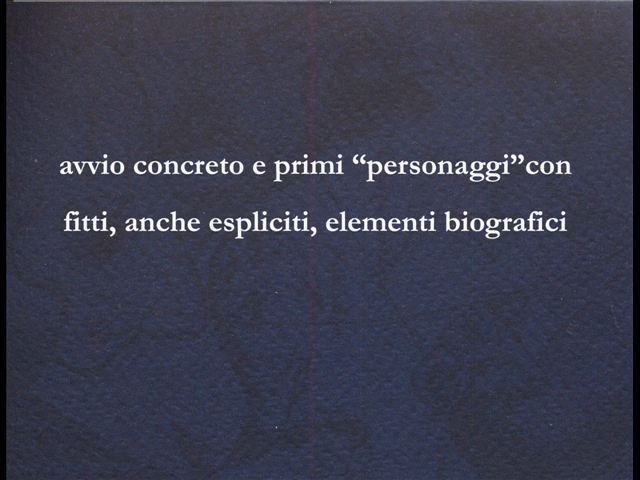 avvio concreto e primi “personaggi”con
fitti, anche espliciti, elementi biografici